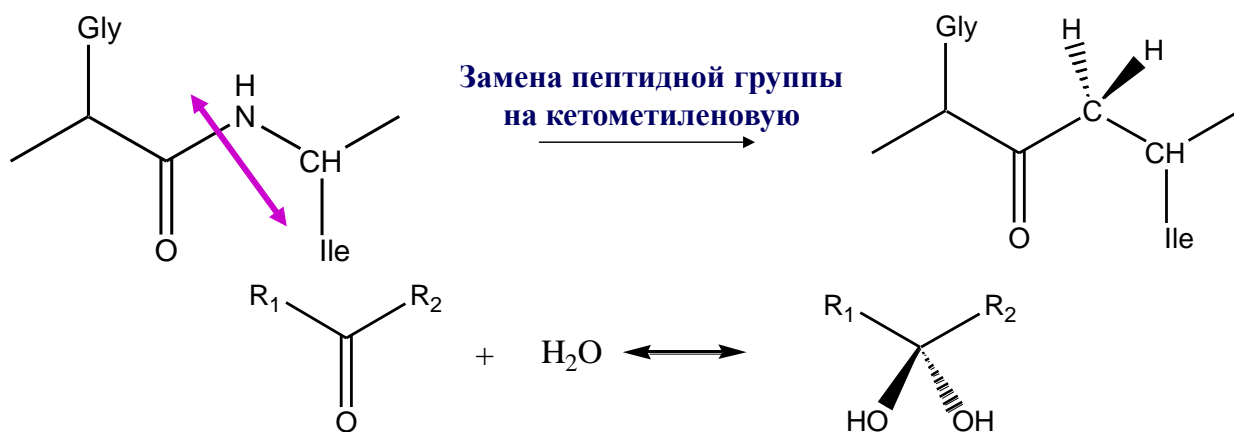 Gly
H
N
CH
O
Ile
Замена пептидной группы
на кетометиленовую
Gly
H
H
C
CH
O
Ile
R1
R2
O
+ H2O
R1
R2
HO
OH